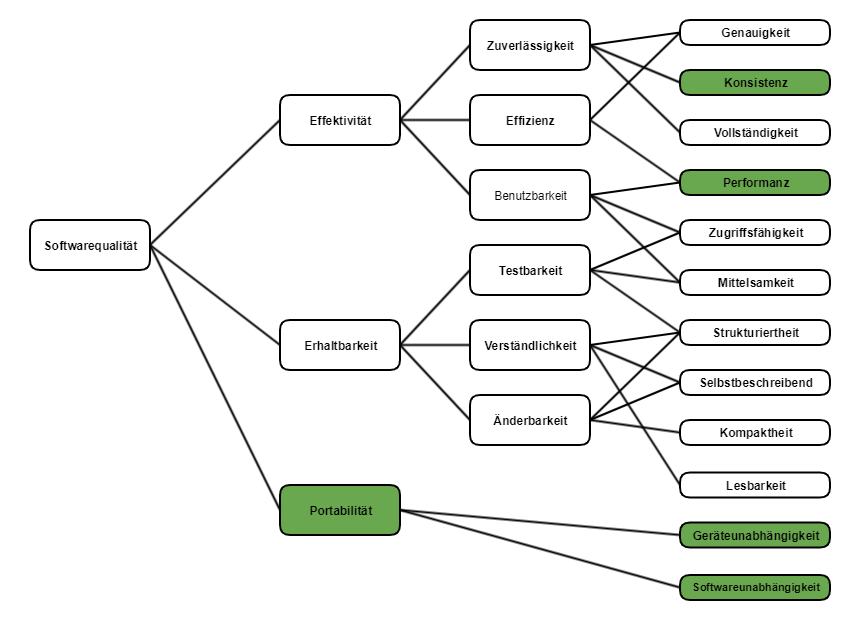 Softwarequalität
Effektivität
Erhaltbarkeit
Portabilität
Zuverlässigkeit
Effizienz
Benutzbarkeit
Testbarkeit
Verständlichkeit
Änderbarkeit
Genauigkeit
Konsistenz
Vollständigkeit
Performanz
Zugriffsfähigkeit
Mittelsamkeit
Strukturiertheit
Selbstbeschreibend
Kompaktheit
Lesbarkeit
Geräteunabhängigkeit
Softwareunabhängigkeit